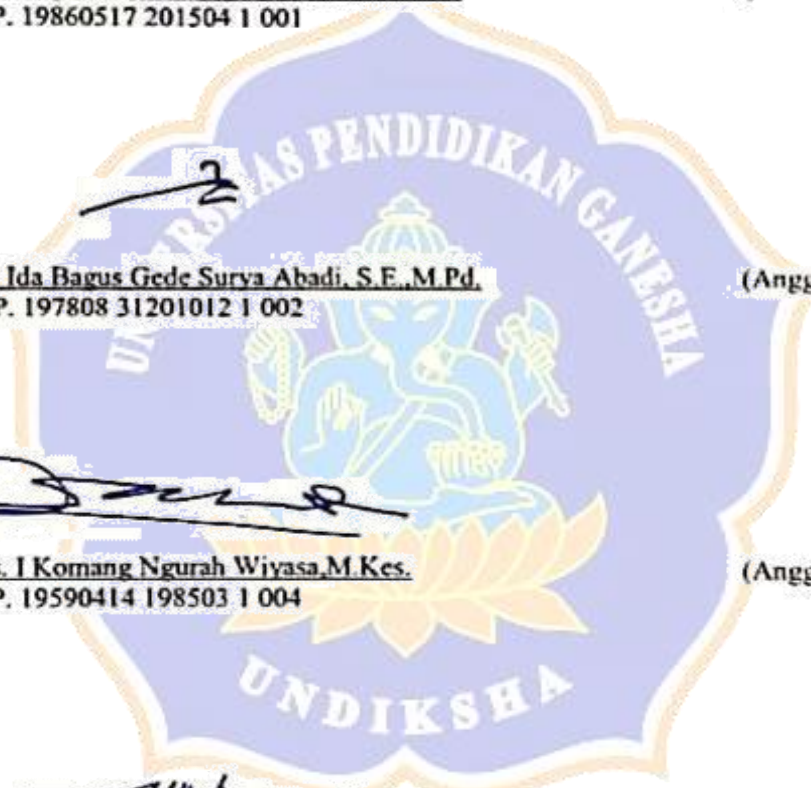 P. 19860517 201504 1 001
UNIVERSITAS PENDIDIKAN GANESHA
Ida Bagus Gede Surya Abadi, S.E.,M.Pd. (Angg
P. 197808 31201012 1 002
s. I Komang Ngurah Wiyasa,M.Kes. (Angg
P. 19590414 198503 1 004
UNDIKSHA